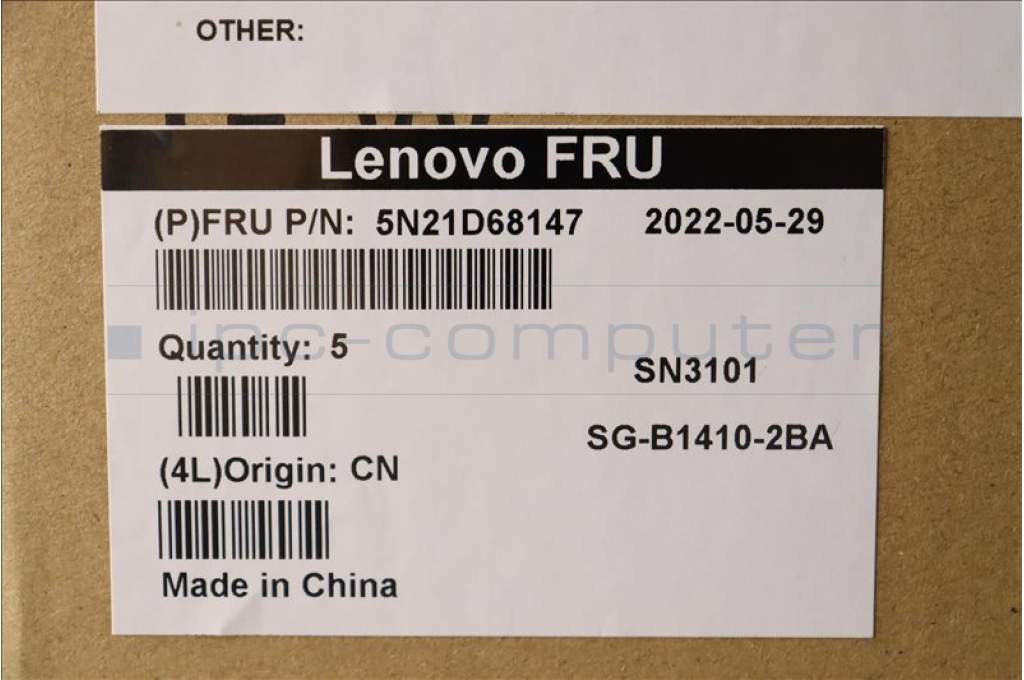 OTHER:
Lenovo FRU
(P)FRU P/N: 5N21D68147 2022-05-29
ipc-computer
Quantity: 5
SN3101
SG-B1410-2BA
(4L)Origin: CN
Made in China